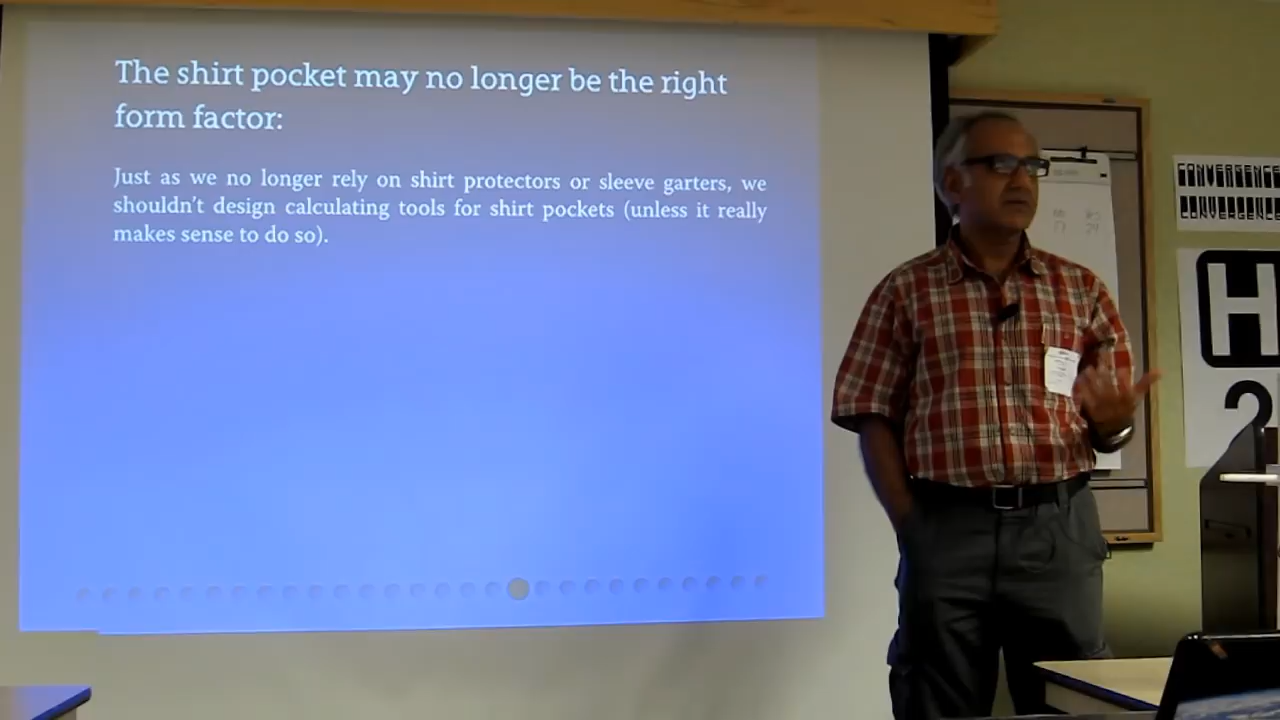 The shirt pocket may no longer be the right
form factor:
Just as we no longer rely on shirt protectors or sleeve garters, we
shouldn't design calculating tools for shirt pockets (unless it really
makes sense to do so).
CONVERGENCE
CONVERGENCE
H
2